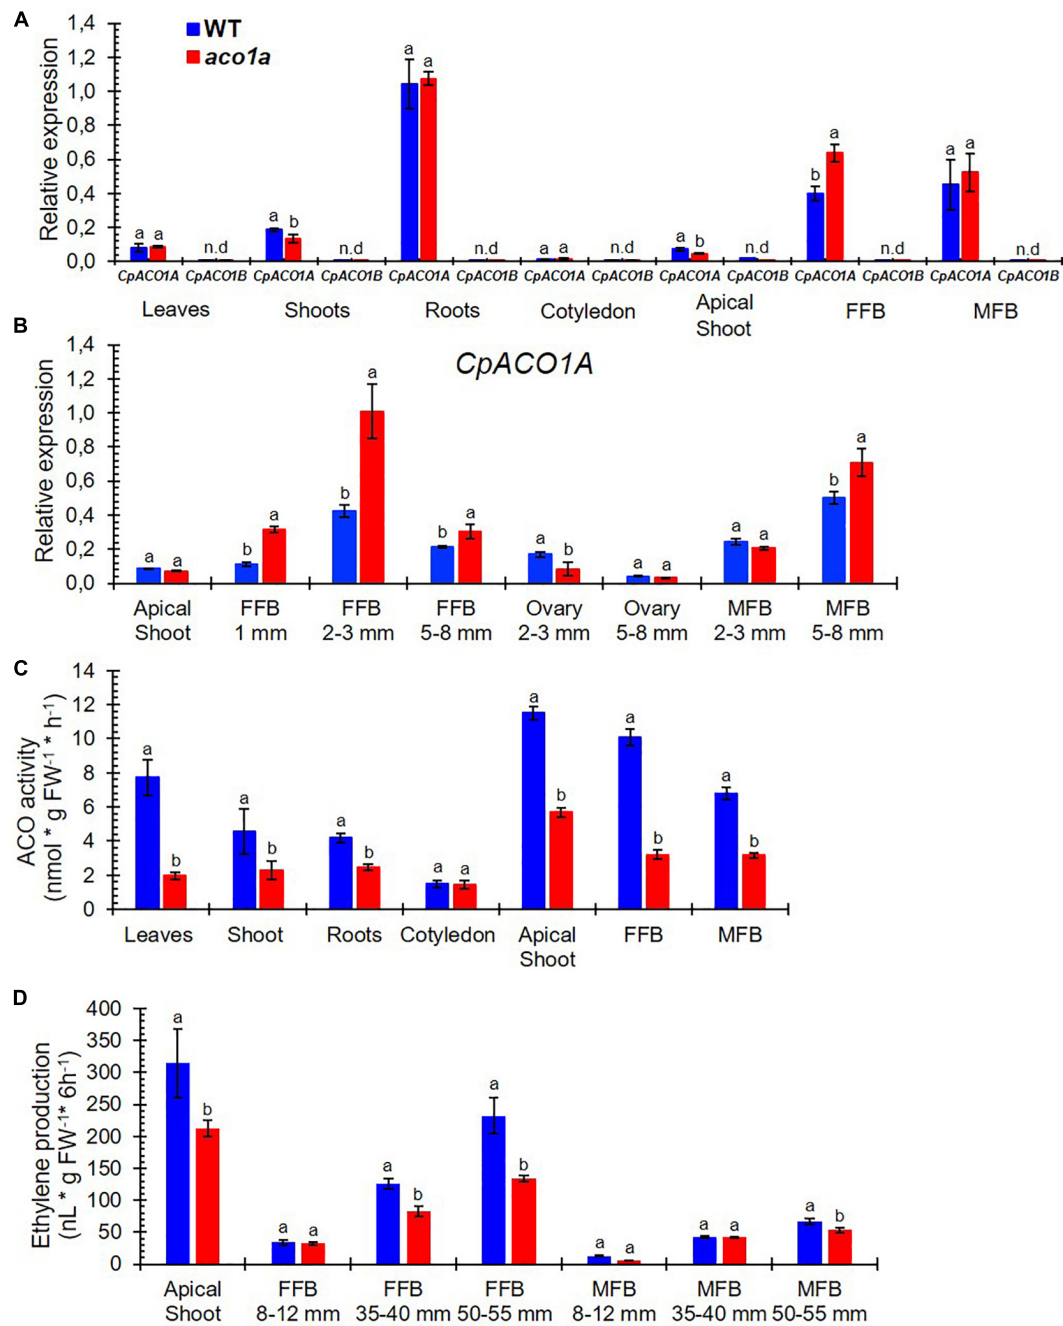 A
WT
aco1a
Relative expression
1,4
1,2
1,0
0,8
0,6
0,4
0,2
0,0
a a n.d a b n.d a a n.d a a n.d a b n.d b a n.d a a n.d
CpACO1A CpACO1B CpACO1A CpACO1B CpACO1A CpACO1B CpACO1A CpACO1B CpACO1A CpACO1B CpACO1A CpACO1B CpACO1A CpACO1B
Leaves Shoots Roots Cotyledon Apical Shoot FFB MFB
B
CpACO1A
Relative expression
1,4
1,2
1,0
0,8
0,6
0,4
0,2
0,0
a a b a b a b a a b a a a a b a
Apical FFB FFB FFB Ovary Ovary MFB MFB
Shoot 1 mm 2-3 mm 5-8 mm 2-3 mm 5-8 mm 2-3 mm 5-8 mm
C
ACO activity
(nmol * g FW⁻¹ * h⁻¹)
14
12
10
8
6
4
2
0
a b a b a b a a a b a b a b
Leaves Shoot Roots Cotyledon Apical FFB MFB
Shoot
D
Ethylene production
(nL * g FW⁻¹* 6h⁻¹)
400
350
300
250
200
150
100
50
0
a b a a a b a b a a a a a b
Apical FFB FFB FFB MFB MFB MFB
Shoot 8-12 mm 35-40 mm 50-55 mm 8-12 mm 35-40 mm 50-55 mm